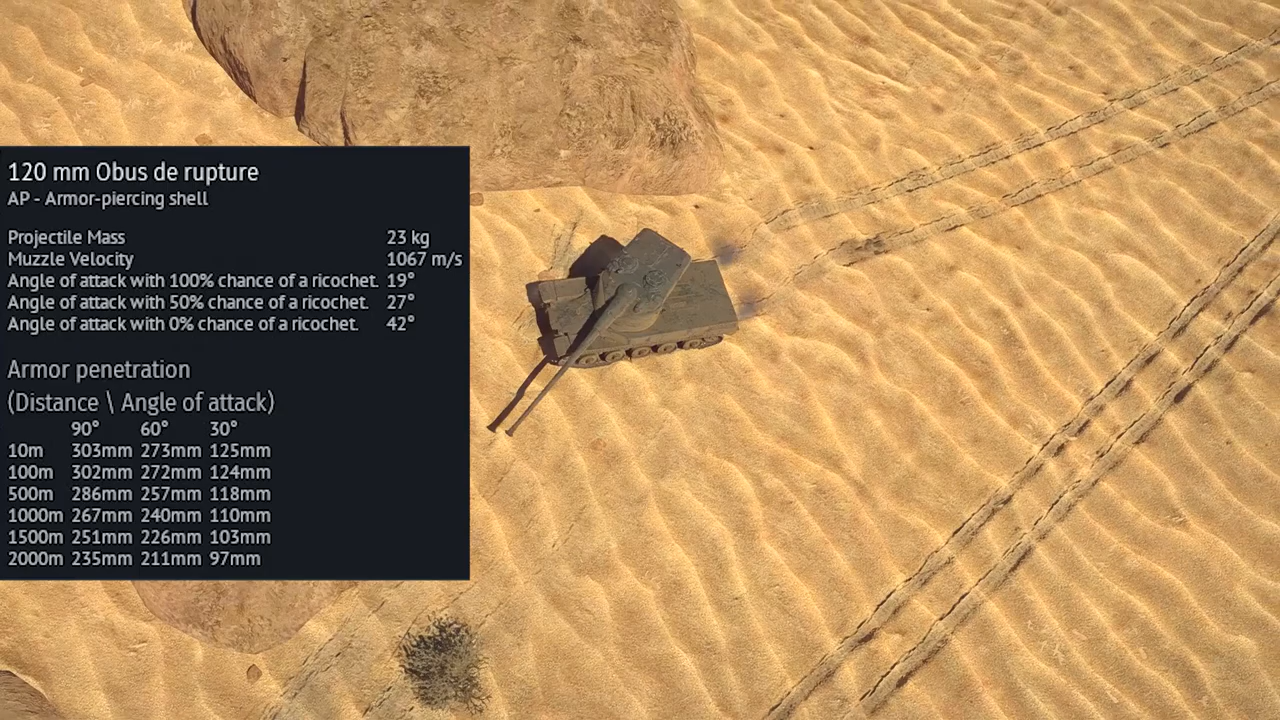 120 mm Obus de rupture
AP - Armor-piercing shell
Projectile Mass 23 kg
Muzzle Velocity 1067 m/s
Angle of attack with 100% chance of a ricochet. 19°
Angle of attack with 50% chance of a ricochet. 27°
Angle of attack with 0% chance of a ricochet. 42°
Armor penetration
(Distance \ Angle of attack)
90° 60° 30°
10m 303mm 273mm 125mm
100m 302mm 272mm 124mm
500m 286mm 257mm 118mm
1000m 267mm 240mm 110mm
1500m 251mm 226mm 103mm
2000m 235mm 211mm 97mm